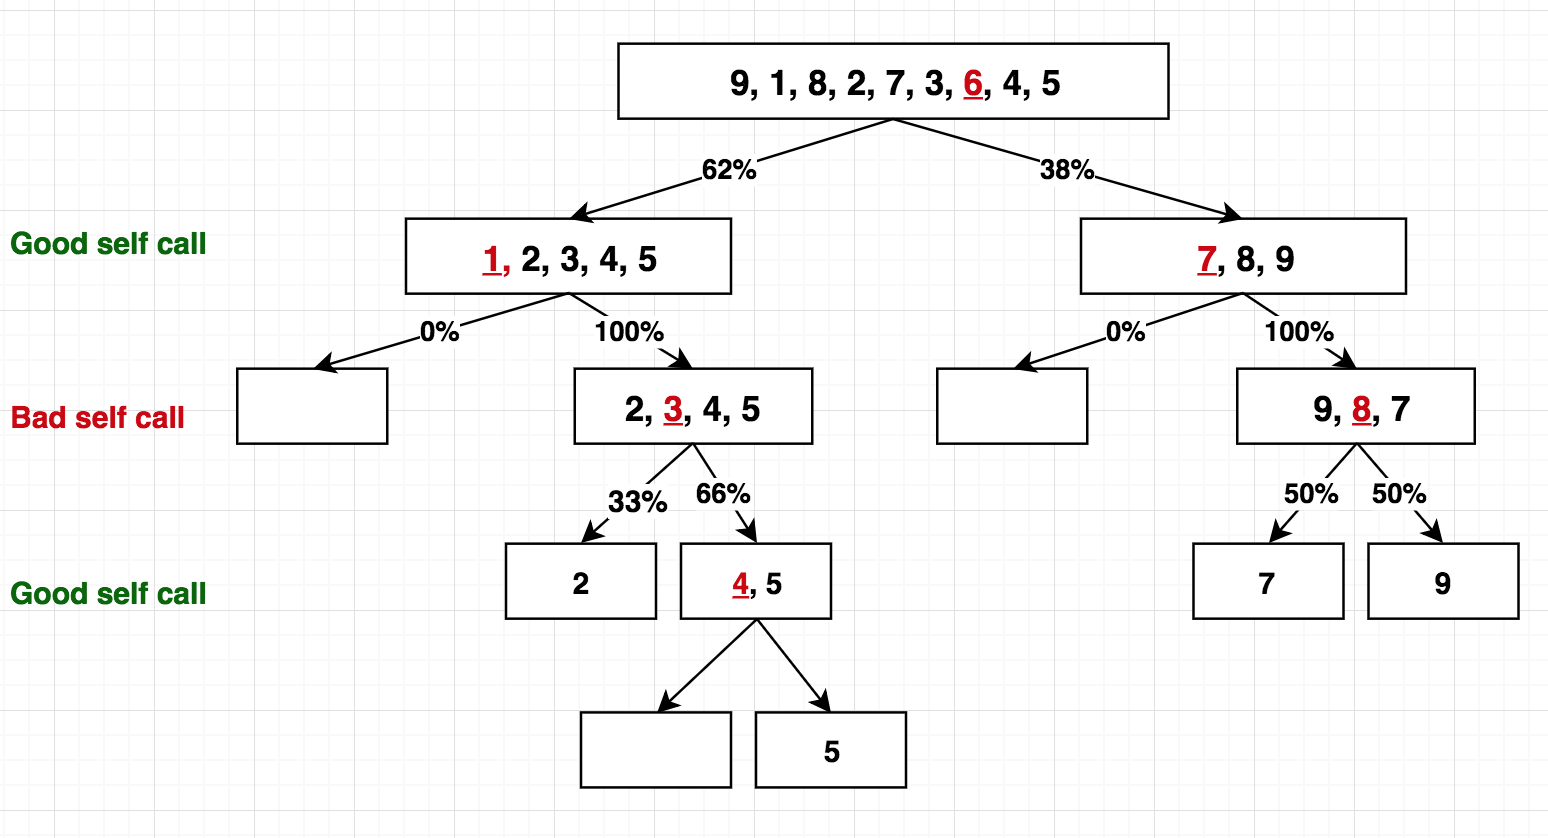 9, 1, 8, 2, 7, 3, 6, 4, 5
62%
38%
Good self call
1, 2, 3, 4, 5
7, 8, 9
0%
100%
0%
100%
Bad self call
2, 3, 4, 5
9, 8, 7
33%
66%
50%
50%
Good self call
2
4, 5
7
9
5